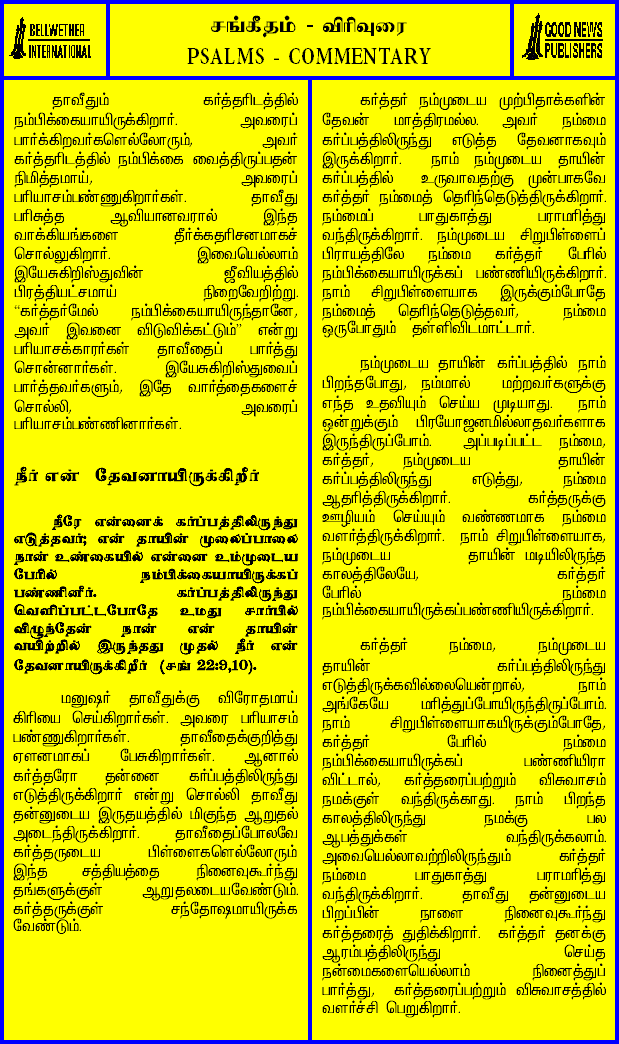 BELLWETHER
INTERNATIONAL
சங்கீதம் - விரிவுரை
PSALMS - COMMENTARY
GOOD NEWS
PUBLISHERS
தாவீதும் கர்த்தரிடத்தில்
நம்பிக்கையாயிருக்கிறார். அவரைப்
பார்க்கிறவர்களெல்லோரும், அவர்
கர்த்தரிடத்தில் நம்பிக்கை வைத்திருப்பதன்
நிமித்தமாய், அவரைப்
பரியாசம்பண்ணுகிறார்கள். தாவீது
பரிசுத்த ஆவியானவரால் இந்த
வாக்கியங்களை தீர்க்கதரிசனமாகச்
சொல்லுகிறார். இவையெல்லாம்
இயேசுகிறிஸ்துவின் ஜீவியத்தில்
பிரத்தியட்சமாய் நிறைவேறிற்று.
“கர்த்தர்மேல் நம்பிக்கையாயிருந்தானே,
அவர் இவனை விடுவிக்கட்டும்” என்று
பரியாசக்காரர்கள் தாவீதைப் பார்த்து
சொன்னார்கள். இயேசுகிறிஸ்துவைப்
பார்த்தவர்களும், இதே வார்த்தைகளைச்
சொல்லி, அவரைப்
பரியாசம்பண்ணினார்கள்.
நீர் என் தேவனாயிருக்கிறீர்
நீரே என்னைக் கர்ப்பத்திலிருந்து
எடுத்தவர்; என் தாயின் முலைப்பாலை
நான் உண்கையில் என்னை உம்முடைய
பேரில் நம்பிக்கையாயிருக்கப்
பண்ணினீர். கர்ப்பத்திலிருந்து
வெளிப்பட்டபோதே உமது சார்பில்
விழுந்தேன் நான் என் தாயின்
வயிற்றில் இருந்தது முதல் நீர் என்
தேவனாயிருக்கிறீர் (சங் 22:9,10).
மனுஷர் தாவீதுக்கு விரோதமாய்
கிரியை செய்கிறார்கள். அவரை பரியாசம்
பண்ணுகிறார்கள். தாவீதைக்குறித்து
ஏளனமாகப் பேசுகிறார்கள். ஆனால்
கர்த்தரோ தன்னை கர்ப்பத்திலிருந்து
எடுத்திருக்கிறார் என்று சொல்லி தாவீது
தன்னுடைய இருதயத்தில் மிகுந்த ஆறுதல்
அடைந்திருக்கிறார். தாவீதைப்போலவே
கர்த்தருடைய பிள்ளைகளெல்லோரும்
இந்த சத்தியத்தை நினைவுகூர்ந்து
தங்களுக்குள் ஆறுதலடையவேண்டும்.
கர்த்தருக்குள் சந்தோஷமாயிருக்க
வேண்டும்.
கர்த்தர் நம்முடைய முற்பிதாக்களின்
தேவன் மாத்திரமல்ல. அவர் நம்மை
கர்ப்பத்திலிருந்து எடுத்த தேவனாகவும்
இருக்கிறார். நாம் நம்முடைய தாயின்
கர்ப்பத்தில் உருவாவதற்கு முன்பாகவே
கர்த்தர் நம்மைத் தெரிந்தெடுத்திருக்கிறார்.
நம்மைப் பாதுகாத்து பராமரித்து
வந்திருக்கிறார். நம்முடைய சிறுபிள்ளைப்
பிராயத்திலே நம்மை கர்த்தர் பேரில்
நம்பிக்கையாயிருக்கப் பண்ணியிருக்கிறார்.
நாம் சிறுபிள்ளையாக இருக்கும்போதே
நம்மைத் தெரிந்தெடுத்தவர், நம்மை
ஒருபோதும் தள்ளிவிடமாட்டார்.
நம்முடைய தாயின் கர்ப்பத்தில் நாம்
பிறந்தபோது, நம்மால் மற்றவர்களுக்கு
எந்த உதவியும் செய்ய முடியாது. நாம்
ஒன்றுக்கும் பிரயோஜனமில்லாதவர்களாக
இருந்திருப்போம். அப்படிப்பட்ட நம்மை,
கர்த்தர், நம்முடைய தாயின்
கர்ப்பத்திலிருந்து எடுத்து, நம்மை
ஆதரித்திருக்கிறார். கர்த்தருக்கு
ஊழியம் செய்யும் வண்ணமாக நம்மை
வளர்த்திருக்கிறார். நாம் சிறுபிள்ளையாக,
நம்முடைய தாயின் மடியிலிருந்த
காலத்திலேயே, கர்த்தர்
பேரில் நம்மை
நம்பிக்கையாயிருக்கப்பண்ணியிருக்கிறார்.
கர்த்தர் நம்மை, நம்முடைய
தாயின் கர்ப்பத்திலிருந்து
எடுத்திருக்கவில்லையென்றால், நாம்
அங்கேயே மரித்துப்போயிருந்திருப்போம்.
நாம் சிறுபிள்ளையாகயிருக்கும்போதே,
கர்த்தர் பேரில் நம்மை
நம்பிக்கையாயிருக்கப் பண்ணியிரா
விட்டால், கர்த்தரைப்பற்றும் விசுவாசம்
நமக்குள் வந்திருக்காது. நாம் பிறந்த
காலத்திலிருந்து நமக்கு பல
ஆபத்துக்கள் வந்திருக்கலாம்.
அவையெல்லாவற்றிலிருந்தும் கர்த்தர்
நம்மை பாதுகாத்து பராமரித்து
வந்திருக்கிறார். தாவீது தன்னுடைய
பிறப்பின் நாளை நினைவுகூர்ந்து
கர்த்தரைத் துதிக்கிறார். கர்த்தர் தனக்கு
ஆரம்பத்திலிருந்து செய்த
நன்மைகளையெல்லாம் நினைத்துப்
பார்த்து, கர்த்தரைப்பற்றும் விசுவாசத்தில்
வளர்ச்சி பெறுகிறார்.